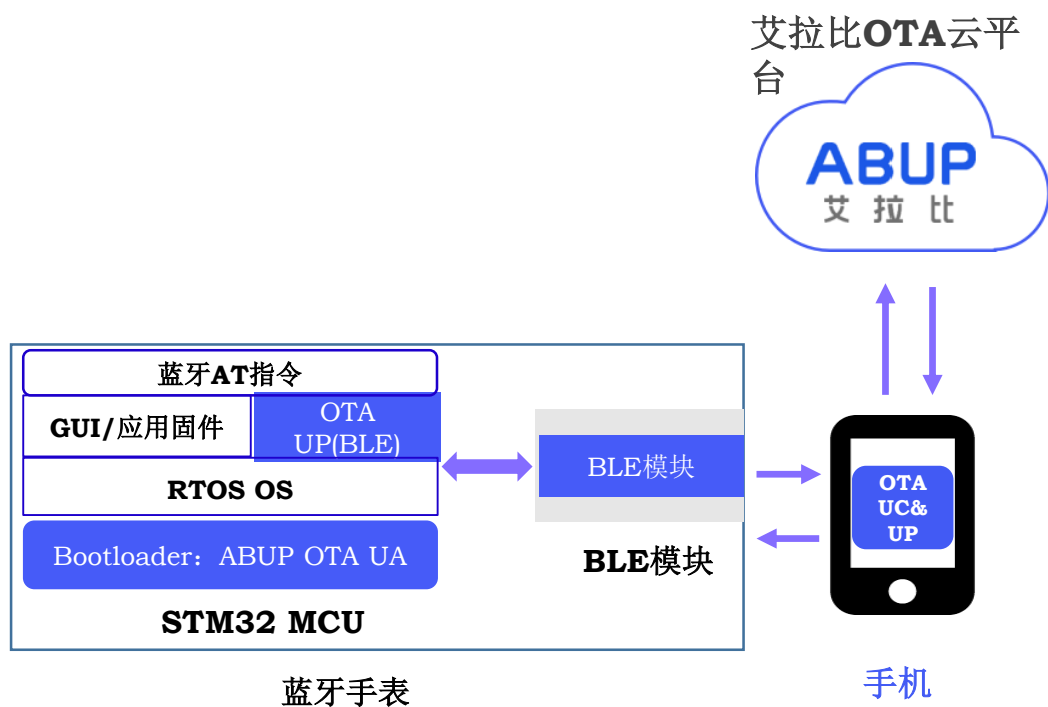 艾拉比OTA云平
台
ABUP
艾拉比
蓝牙AT指令
GUI/应用固件
OTA
UP(BLE)
RTOS OS
Bootloader：ABUP OTA UA
STM32 MCU
BLE模块
BLE模块
OTA
UC&
UP
蓝牙手表
手机